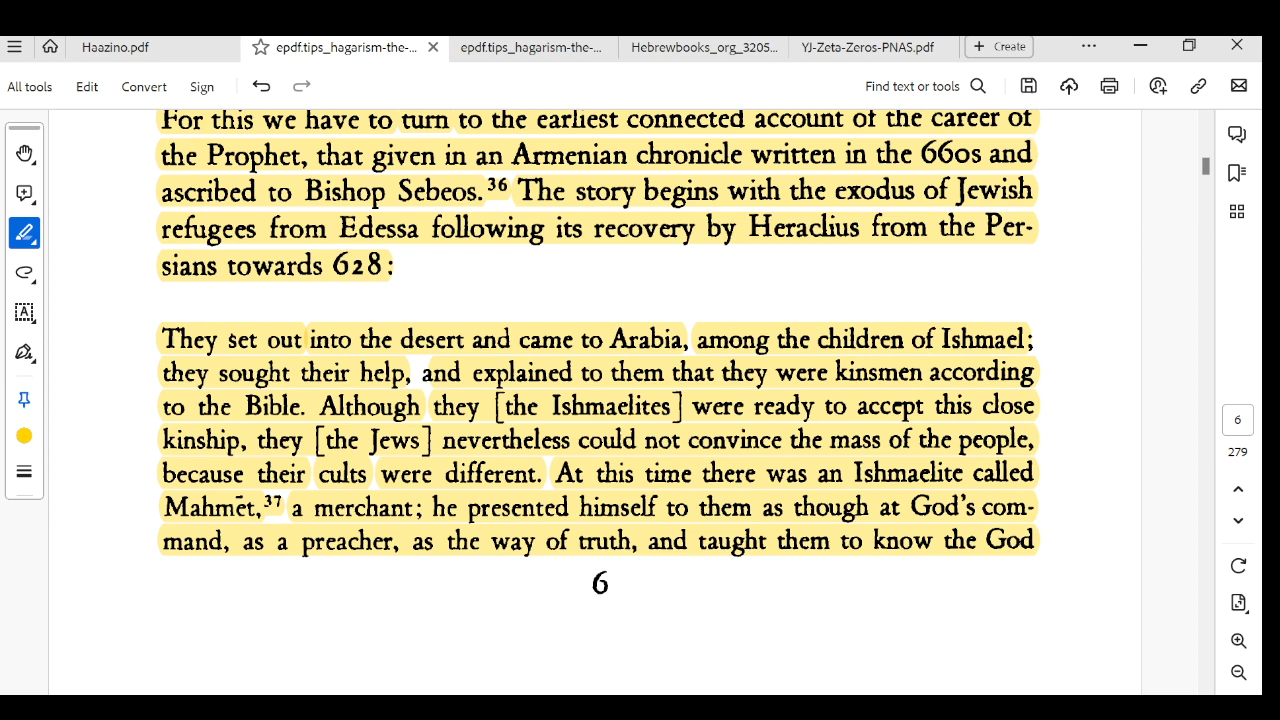 Haazino.pdf
epdf.tips_hagarism-the-...
epdf.tips_hagarism-the-...
Hebrewbooks_org_3205...
YJ-Zeta-Zeros-PNAS.pdf
+ Create
All tools
Edit
Convert
Sign
Find text or tools
For this we have to turn to the earliest connected account of the career of
the Prophet, that given in an Armenian chronicle written in the 660s and
ascribed to Bishop Sebeos.36 The story begins with the exodus of Jewish
refugees from Edessa following its recovery by Heraclius from the Per-
sians towards 628:
They set out into the desert and came to Arabia, among the children of Ishmael;
they sought their help, and explained to them that they were kinsmen according
to the Bible. Although they [the Ishmaelites] were ready to accept this close
kinship, they [the Jews] nevertheless could not convince the mass of the people,
because their cults were different. At this time there was an Ishmaelite called
Mahmēt,37 a merchant; he presented himself to them as though at God's com-
mand, as a preacher, as the way of truth, and taught them to know the God
6
6
279